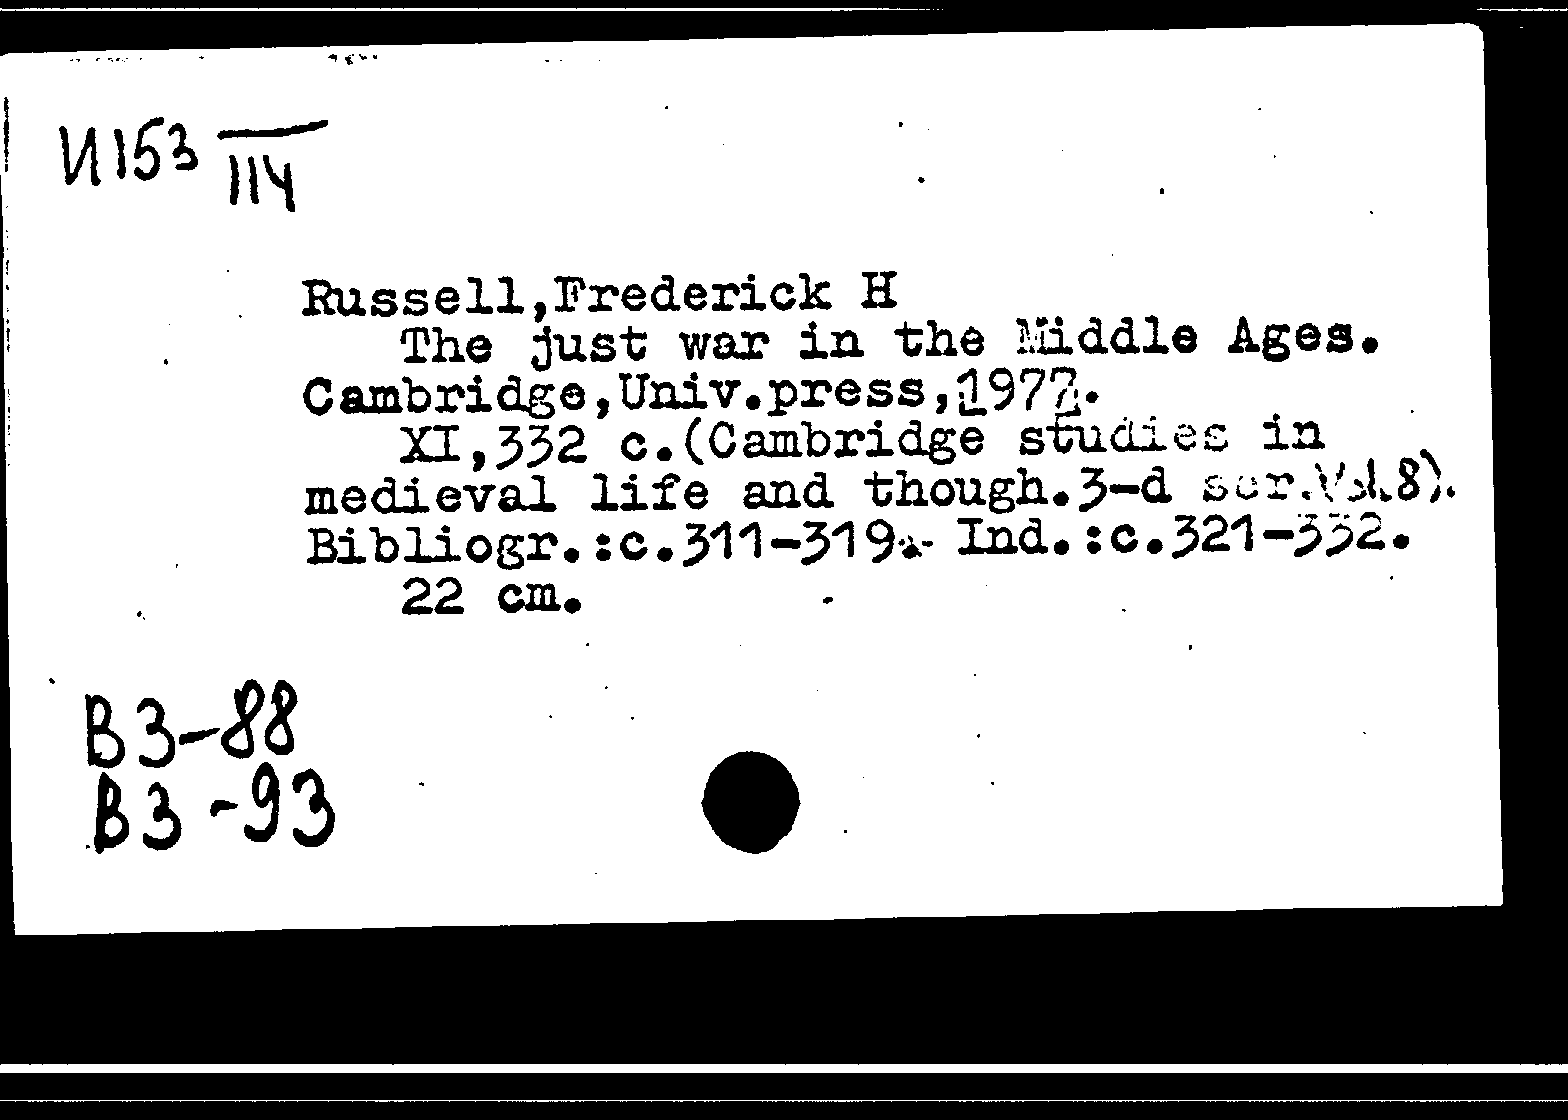 И153 114
Russell,Frederick H
The just war in the Middle Ages.
Cambridge,Univ.press,1977.
XI,332 c.(Cambridge studies in
medieval life and though.3-d ser.Vol.8).
Bibliogr.:c.311-319.- Ind.:c.321-332.
22 cm.
В3-88
В3-93